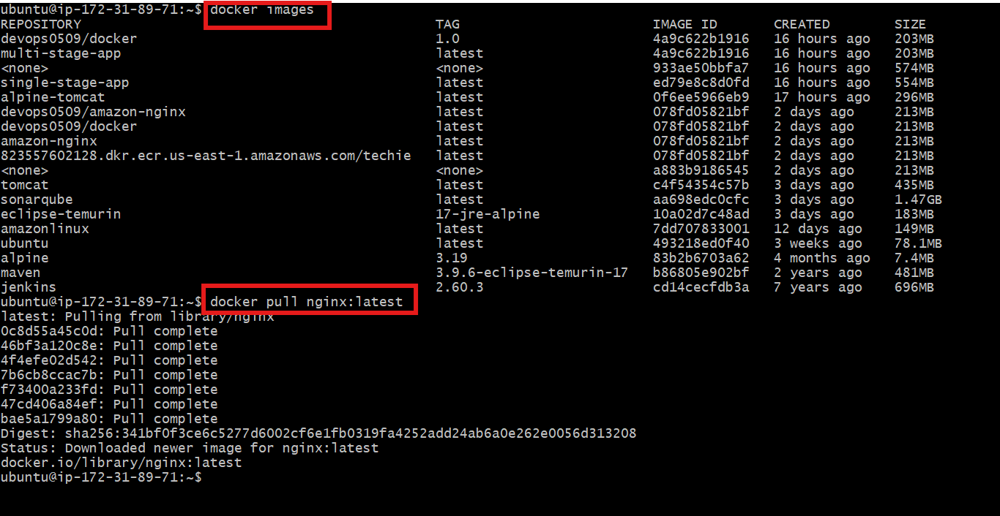 ubuntu@ip-172-31-89-71:~$ docker images
REPOSITORY TAG IMAGE ID CREATED SIZE
devops0509/docker 1.0 4a9c622b1916 16 hours ago 203MB
multi-stage-app latest 4a9c622b1916 16 hours ago 203MB
<none> <none> 933ae50bbfa7 16 hours ago 574MB
single-stage-app latest ed79e8c8d0fd 16 hours ago 554MB
alpine-tomcat latest 0f6ee5966eb9 17 hours ago 296MB
devops0509/amazon-nginx latest 078fd05821bf 2 days ago 213MB
devops0509/docker latest 078fd05821bf 2 days ago 213MB
amazon-nginx latest 078fd05821bf 2 days ago 213MB
823557602128.dkr.ecr.us-east-1.amazonaws.com/techie latest 078fd05821bf 2 days ago 213MB
<none> <none> a883b9186545 2 days ago 213MB
tomcat latest c4f54354c57b 3 days ago 435MB
sonarqube latest aa698edc0cfc 3 days ago 1.47GB
eclipse-temurin 17-jre-alpine 10a02d7c48ad 3 days ago 183MB
amazonlinux latest 7dd707833001 12 days ago 149MB
ubuntu latest 493218ed0f40 3 weeks ago 78.1MB
alpine 3.19 83b2b6703a62 4 months ago 7.4MB
maven 3.9.6-eclipse-temurin-17 b86805e902bf 2 years ago 481MB
jenkins 2.60.3 cd14cecfdb3a 7 years ago 696MB
ubuntu@ip-172-31-89-71:~$ docker pull nginx:latest
latest: Pulling from library/nginx
0c8d55a45c0d: Pull complete
46bf3a120c8e: Pull complete
4f4efe02d542: Pull complete
7b6cb8ccac7b: Pull complete
f73400a233fd: Pull complete
47cd406a84ef: Pull complete
bae5a1799a80: Pull complete
Digest: sha256:341bf0f3ce6c5277d6002cf6e1fb0319fa4252add24ab6a0e262e0056d313208
Status: Downloaded newer image for nginx:latest
docker.io/library/nginx:latest
ubuntu@ip-172-31-89-71:~$